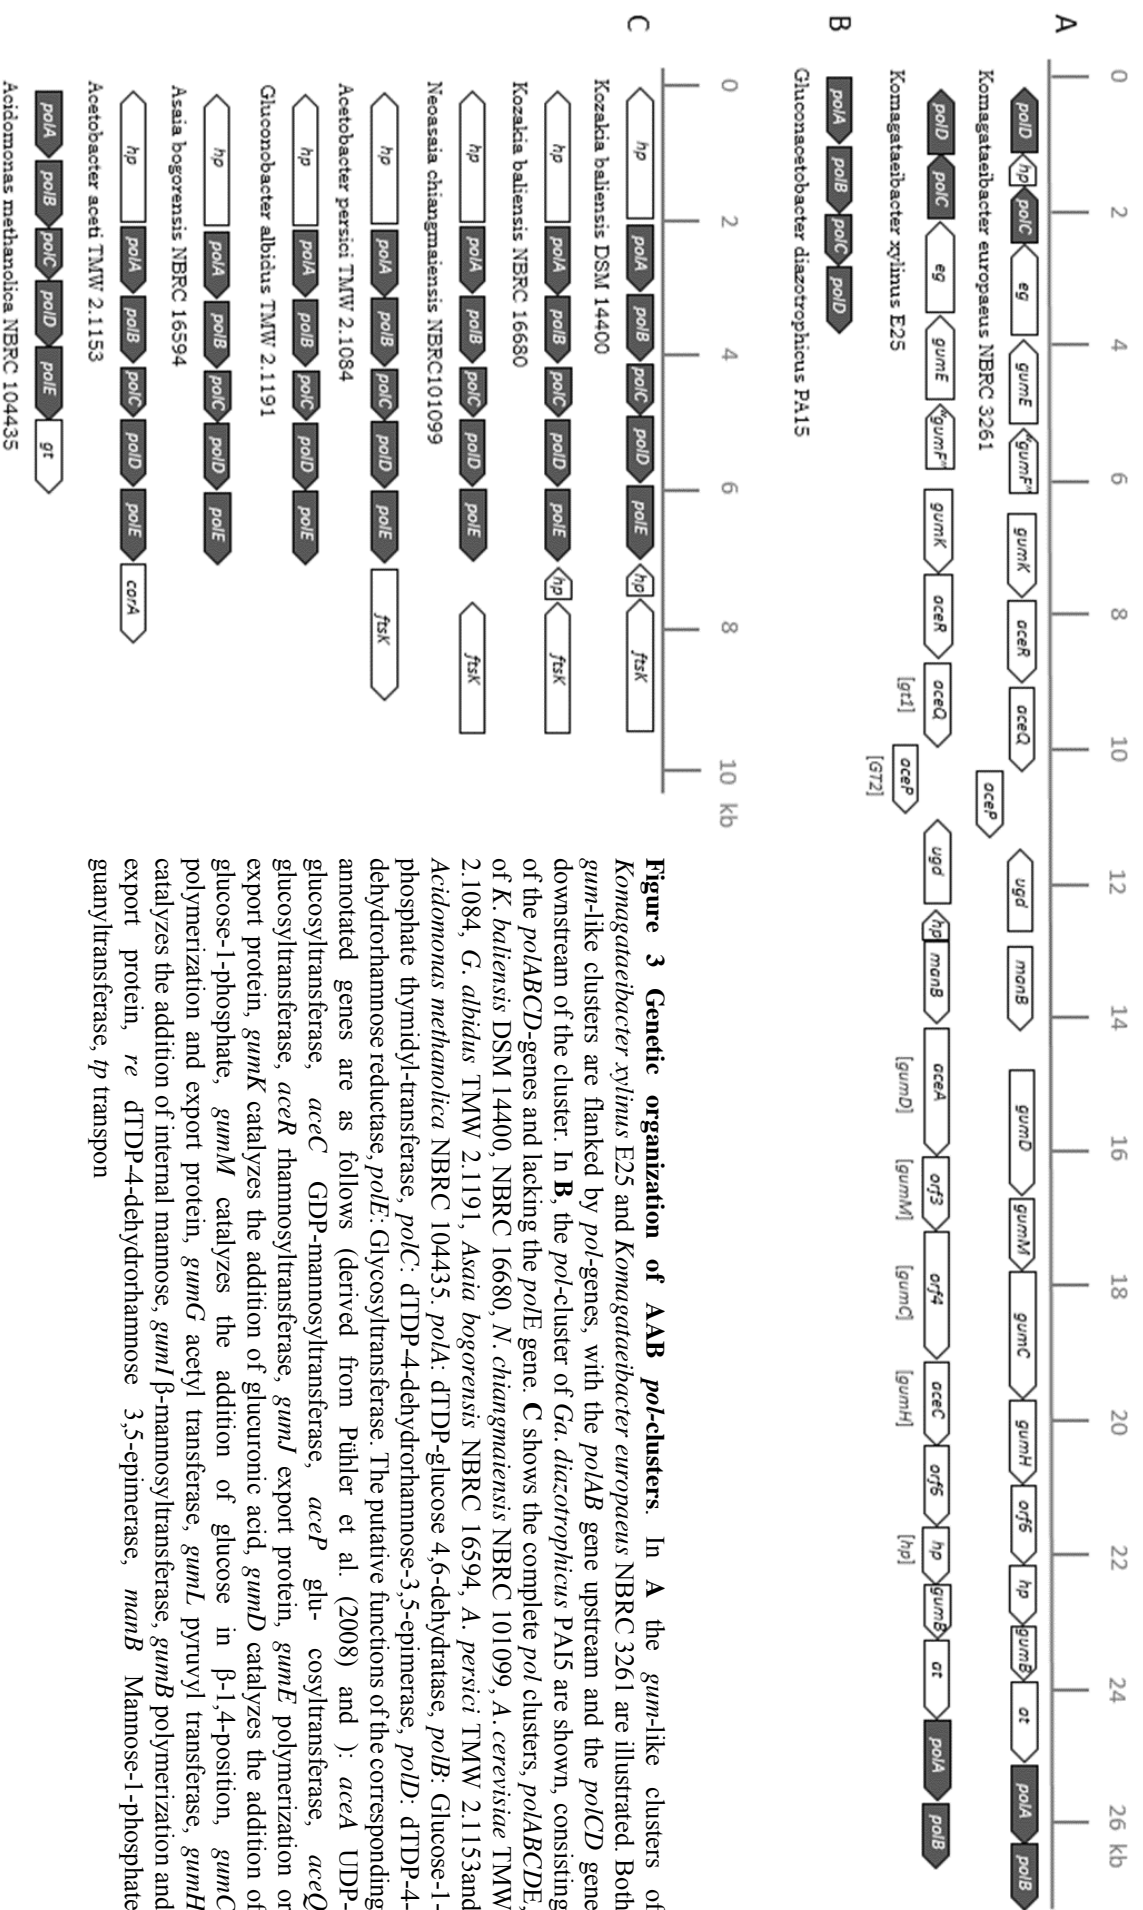 A
0 2 4 6 8 10 12 14 16 18 20 22 24 26 kb
polD hp polC eg gumE "gumF" gumK aceR aceQ aceP ugd manB gumD gumM gumC gumH orf6 hp gumB at polA polB
Komagataeibacter europaeus NBRC 3261
polD polC eg gumE "gumF" gumK aceR aceQ aceP ugd hp manB aceA orf3 orf4 aceC orf6 hp gumB at polA polB
[gt1] [GT2] [gumD] [gumM] [gumC] [gumH] [hp]
Komagataeibacter xylinus E25
B
polA polB polC polD
Gluconacetobacter diazotrophicus PA15
C
0 2 4 6 8 10 kb
hp polA polB polC polD polE hp ftsK
Kozakia baliensis DSM 14400
hp polA polB polC polD polE hp ftsK
Kozakia baliensis NBRC 16680
hp polA polB polC polD polE ftsK
Neoasaia chiangmaiensis NBRC101099
hp polA polB polC polD polE ftsK
Acetobacter persici TMW 2.1084
hp polA polB polC polD polE
Gluconobacter albidus TMW 2.1191
hp polA polB polC polD polE
Asaia bogorensis NBRC 16594
hp polA polB polC polD polE corA
Acetobacter aceti TMW 2.1153
polA polB polC polD polE gt
Acidomonas methanolica NBRC 104435
Figure 3 Genetic organization of AAB pol-clusters. In A the gum-like clusters of
Komagataeibacter xylinus E25 and Komagataeibacter europaeus NBRC 3261 are illustrated. Both
gum-like clusters are flanked by pol-genes, with the polAB gene upstream and the polCD gene
downstream of the cluster. In B, the pol-cluster of Ga. diazotrophicus PAI5 are shown, consisting
of the polABCD-genes and lacking the polE gene. C shows the complete pol clusters, polABCDE,
of K. baliensis DSM 14400, NBRC 16680, N. chiangmaiensis NBRC 101099, A. cerevisiae TMW
2.1084, G. albidus TMW 2.1191, Asaia bogorensis NBRC 16594, A. persici TMW 2.1153and
Acidomonas methanolica NBRC 104435. polA: dTDP-glucose 4,6-dehydratase, polB: Glucose-1-
phosphate thymidyl-transferase, polC: dTDP-4-dehydrorhamnose-3,5-epimerase, polD: dTDP-4-
dehydrorhamnose reductase, polE: Glycosyltransferase. The putative functions of the corresponding
annotated genes are as follows (derived from Pühler et al. (2008) and ): aceA UDP-
glucosyltransferase, aceC GDP-mannosyltransferase, aceP glu- cosyltransferase, aceQ
glucosyltransferase, aceR rhamnosyltransferase, gumJ export protein, gumE polymerization or
export protein, gumK catalyzes the addition of glucuronic acid, gumD catalyzes the addition of
glucose-1-phosphate, gumM catalyzes the addition of glucose in β-1,4-position, gumC
polymerization and export protein, gumG acetyl transferase, gumL pyruvyl transferase, gumH
catalyzes the addition of internal mannose, gumI β-mannosyltransferase, gumB polymerization and
export protein, re dTDP-4-dehydrorhamnose 3,5-epimerase, manB Mannose-1-phosphate
guanyltransferase, tp transpon